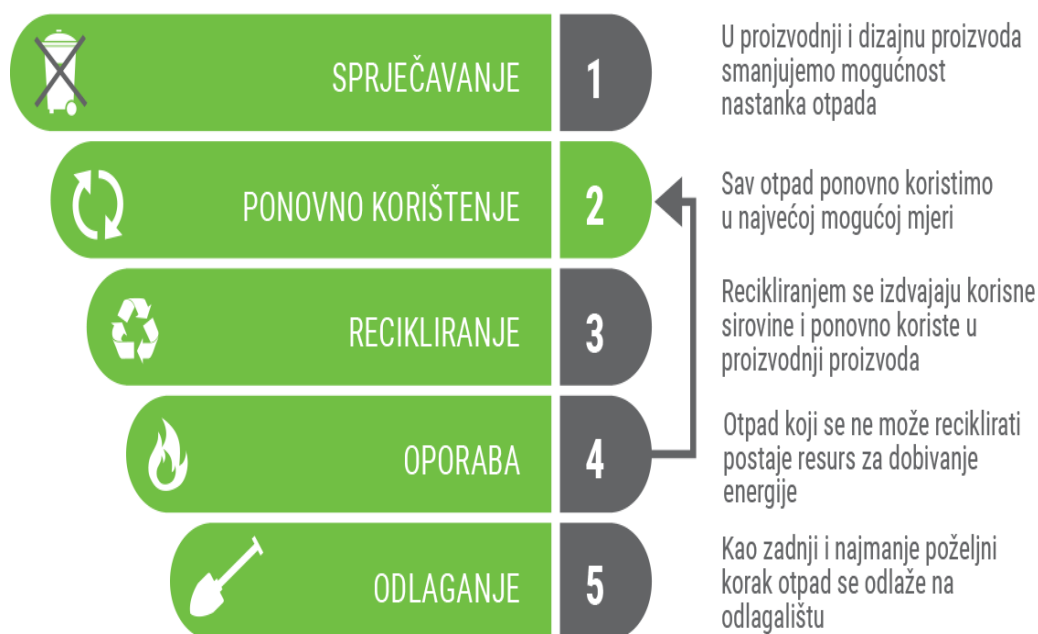 SPRJEČAVANJE 1
U proizvodnji i dizajnu proizvoda
smanjujemo mogućnost
nastanka otpada
PONOVNO KORIŠTENJE 2
Sav otpad ponovno koristimo
u najvećoj mogućoj mjeri
RECIKLIRANJE 3
Recikliranjem se izdvajaju korisne
sirovine i ponovno koriste u
proizvodnji proizvoda
OPORABA 4
Otpad koji se ne može reciklirati
postaje resurs za dobivanje
energije
ODLAGANJE 5
Kao zadnji i najmanje poželjni
korak otpad se odlaže na
odlagalištu